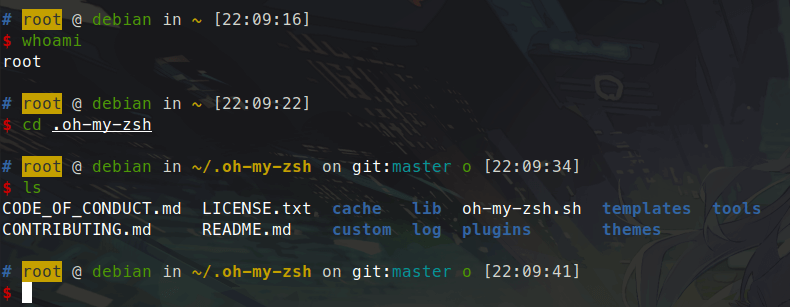 # root @ debian in ~ [22:09:16]
$ whoami
root
# root @ debian in ~ [22:09:22]
$ cd .oh-my-zsh
# root @ debian in ~/.oh-my-zsh on git:master o [22:09:34]
$ ls
CODE_OF_CONDUCT.md  LICENSE.txt  cache   lib  oh-my-zsh.sh  templates  tools
CONTRIBUTING.md     README.md    custom  log  plugins       themes
# root @ debian in ~/.oh-my-zsh on git:master o [22:09:41]
$